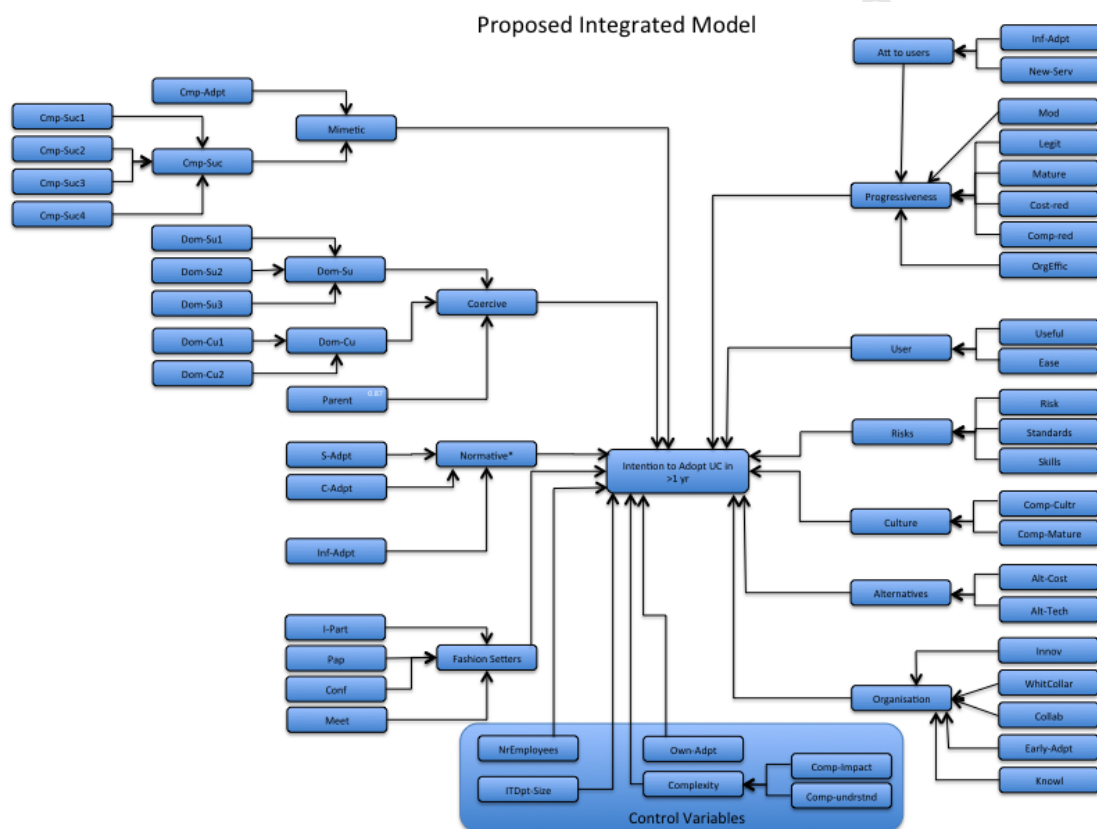 Proposed Integrated Model
Cmp-Adpt
Cmp-Suc1
Cmp-Suc2
Cmp-Suc3
Cmp-Suc4
Cmp-Suc
Mimetic
Dom-Su1
Dom-Su2
Dom-Su3
Dom-Su
Dom-Cu1
Dom-Cu2
Dom-Cu
Coercive
Parent 0.87
S-Adpt
C-Adpt
Normative*
Inf-Adpt
I-Part
Pap
Conf
Meet
Fashion Setters
Intention to Adopt UC in
>1 yr
Att to users
Inf-Adpt
New-Serv
Mod
Legit
Mature
Cost-red
Comp-red
OrgEffic
Progressiveness
User
Useful
Ease
Risks
Risk
Standards
Skills
Culture
Comp-Cultr
Comp-Mature
Alternatives
Alt-Cost
Alt-Tech
Organisation
Innov
WhitCollar
Collab
Early-Adpt
Knowl
NrEmployees
ITDpt-Size
Own-Adpt
Complexity
Comp-Impact
Comp-undrstnd
Control Variables